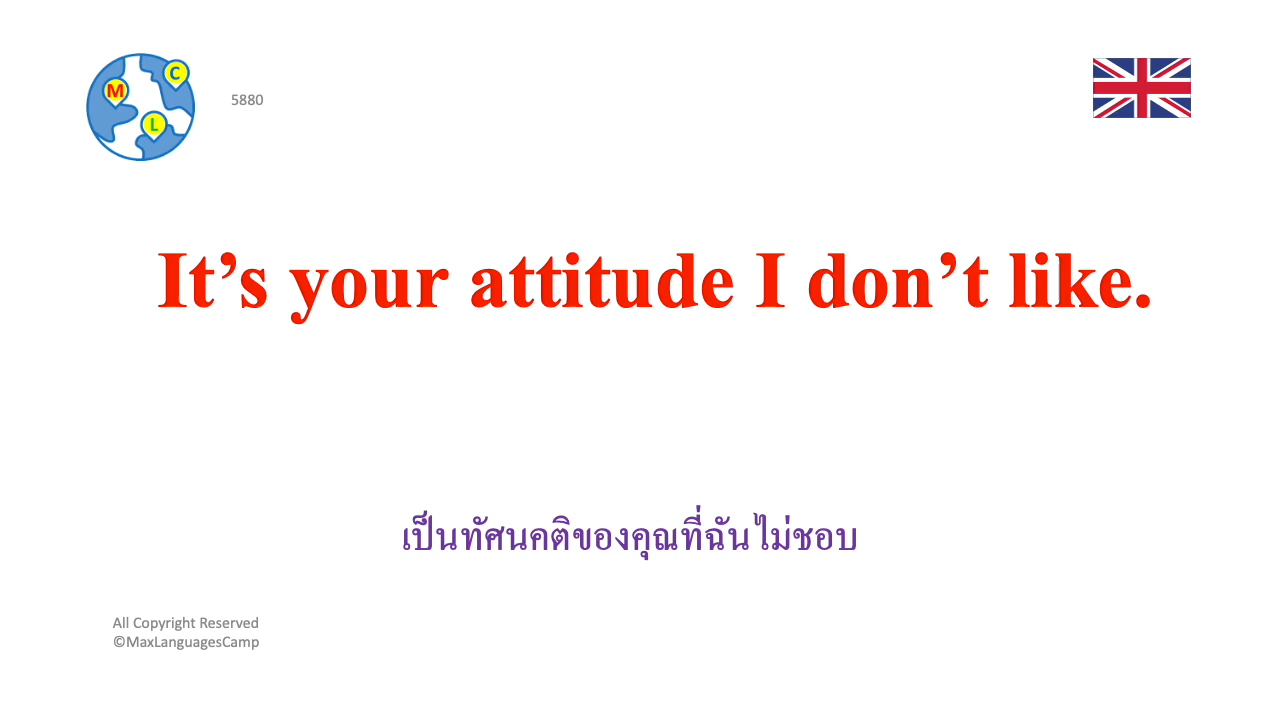 C
M
L
5880
It’s your attitude I don’t like.
เป็นทัศนคติของคุณที่ฉันไม่ชอบ
All Copyright Reserved
©MaxLanguagesCamp